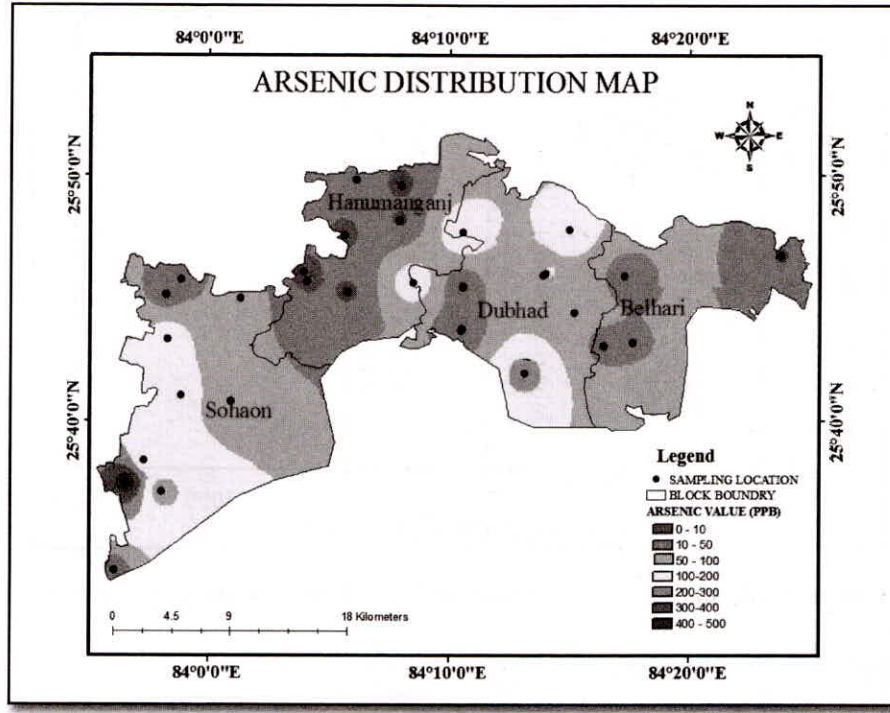 84°0'0"E 84°10'0"E 84°20'0"E
ARSENIC DISTRIBUTION MAP
N
W E
S
25°50'0"N 25°50'0"N
Hanumanganj
Dubhad Belhari
Sohaon
25°40'0"N 25°40'0"N
Legend
SAMPLING LOCATION
BLOCK BOUNDRY
ARSENIC VALUE (PPB)
0 - 10
10 - 50
50 - 100
100-200
200-300
300-400
400 - 500
0 4.5 9 18 Kilometers
84°0'0"E 84°10'0"E 84°20'0"E